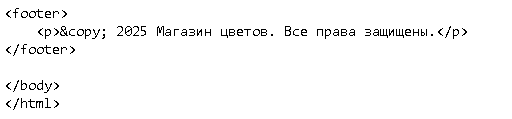 <footer>
    <p>&copy; 2025 Магазин цветов. Все права защищены.</p>
</footer>

</body>
</html>